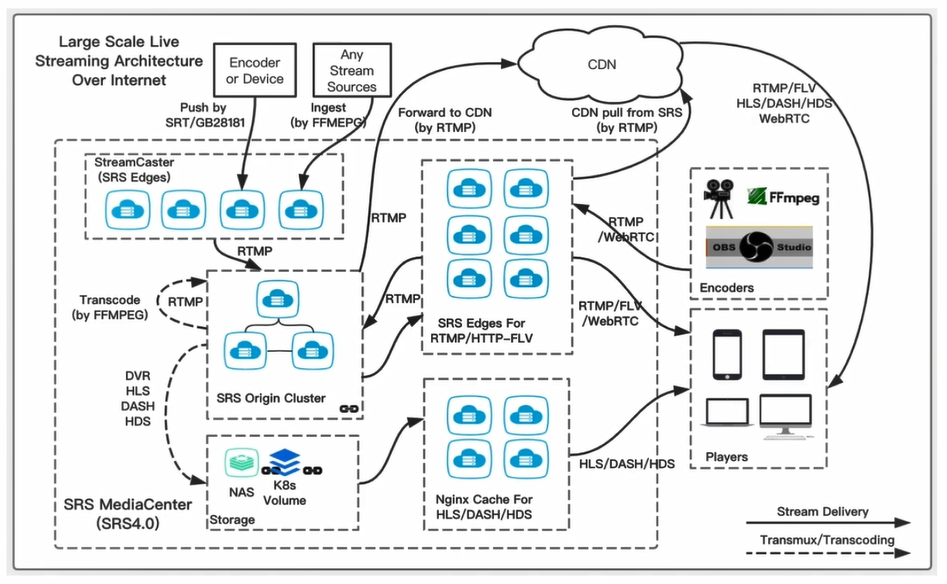 Large Scale Live
Streaming Architecture
Over Internet
Encoder
or Device
Any
Stream
Sources
CDN
Push by
SRT/GB28181
Ingest
(by FFMEPG)
Forward to CDN
(by RTMP)
CDN pull from SRS
(by RTMP)
RTMP/FLV
HLS/DASH/HDS
WebRTC
StreamCaster
(SRS Edges)
RTMP
RTMP
RTMP
/WebRTC
FFmpeg
OBS Studio
Encoders
Transcode
(by FFMPEG)
RTMP
RTMP
SRS Edges For
RTMP/HTTP-FLV
RTMP/FLV
/WebRTC
SRS Origin Cluster
DVR
HLS
DASH
HDS
Players
NAS
K8s
Volume
Storage
Nginx Cache For
HLS/DASH/HDS
HLS/DASH/HDS
SRS MediaCenter
(SRS4.0)
Stream Delivery
Transmux/Transcoding